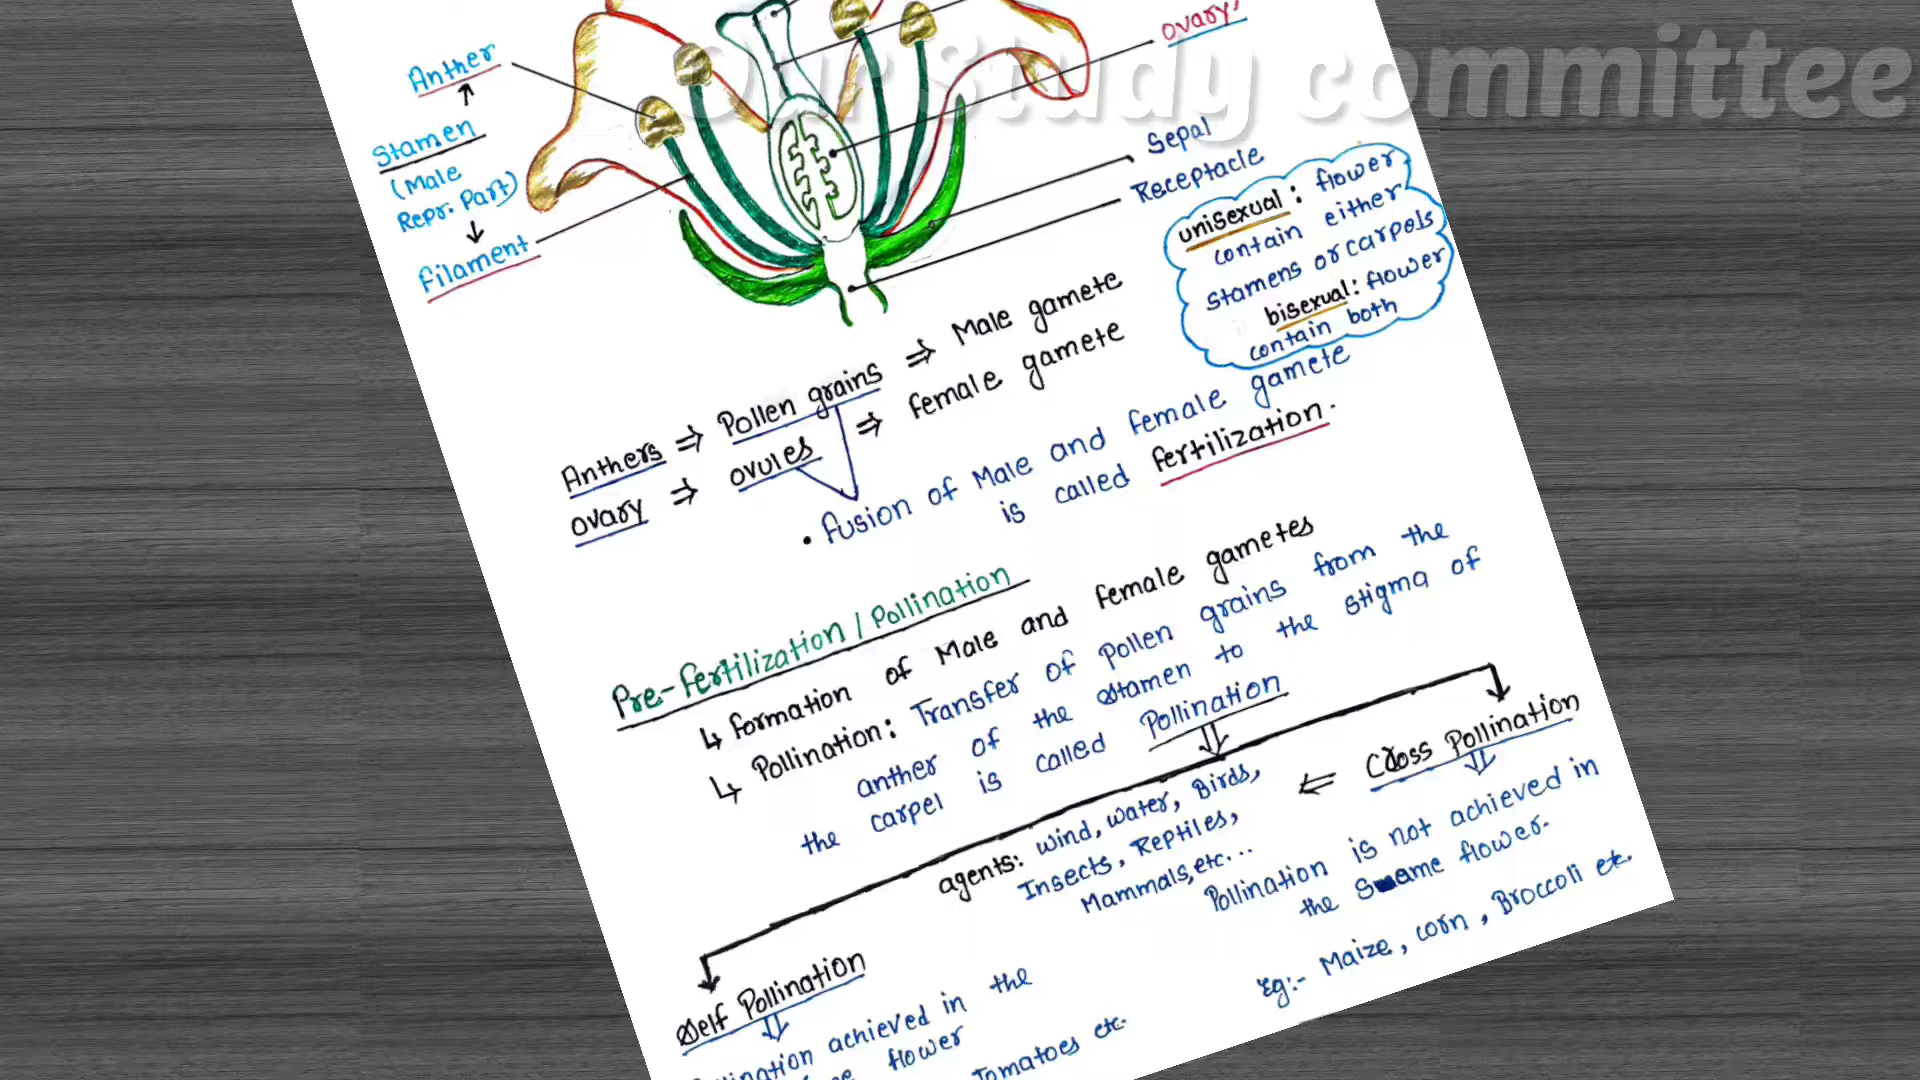 ovary,
Our Study committee
Anther
Stamen
(Male
Repr. Part)
filament
Sepal
Receptacle
unisexual: flower
contain either
stamens or carpels
bisexual: flower
contain both
Anthers ⇒ Pollen grains ⇒ Male gamete
ovary ⇒ ovules ⇒ female gamete
• fusion of Male and female gamete
is called fertilization.
Pre-fertilization / Pollination
↳ formation of Male and female gametes
↳ Pollination: Transfer of pollen grains from the
anther of the stamen to the stigma of
the carpel is called Pollination
agents: wind, water, Birds,
Insects, Reptiles,
Mammals, etc...
⇐ Cross Pollination
Pollination is not achieved in
the same flower.
Eg:- Maize, corn, Broccoli etc.
Self Pollination
achieved in the
flower
Tomatoes etc.